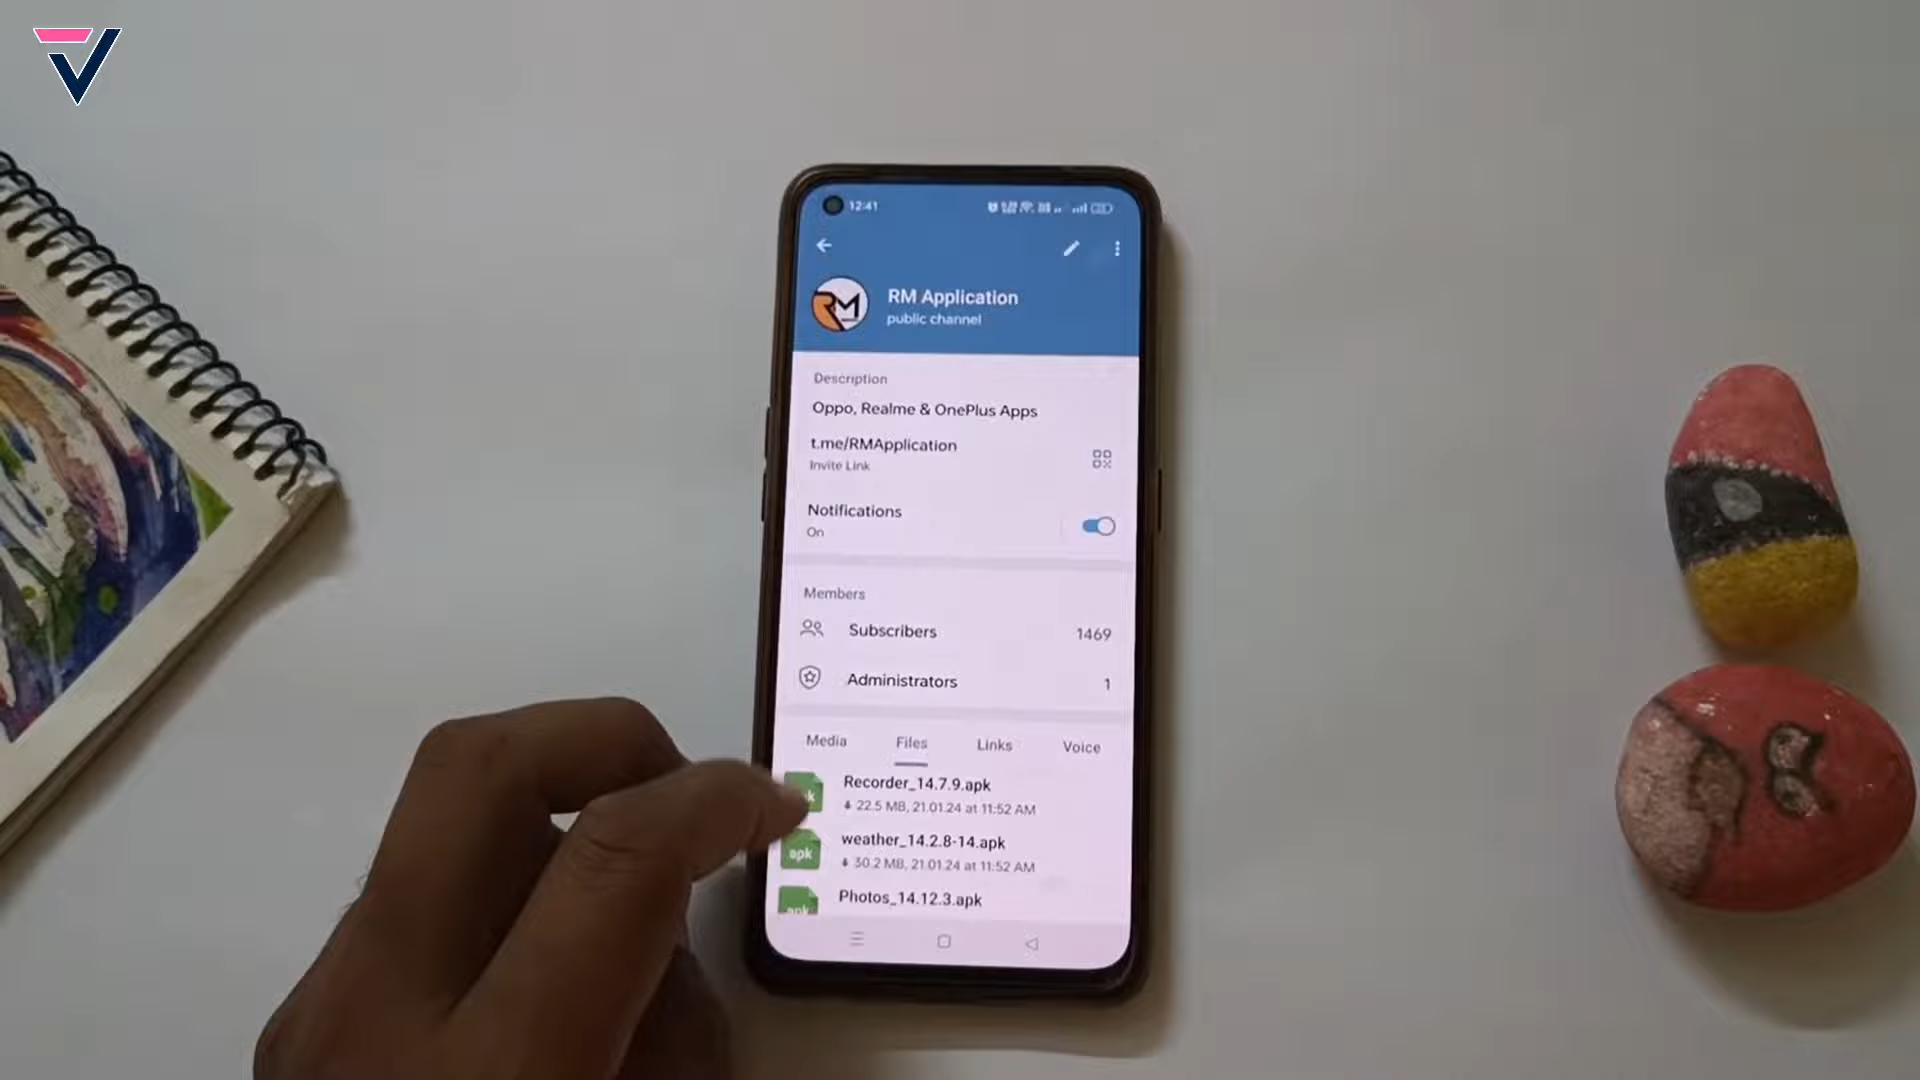 12:41
RM Application
public channel
RM
Description
Oppo, Realme & OnePlus Apps
t.me/RMApplication
Invite Link
Notifications
On
Members
Subscribers 1469
Administrators 1
Media Files Links Voice
Recorder_14.7.9.apk
22.5 MB, 21.01.24 at 11:52 AM
apk
weather_14.2.8-14.apk
30.2 MB, 21.01.24 at 11:52 AM
apk
Photos_14.12.3.apk